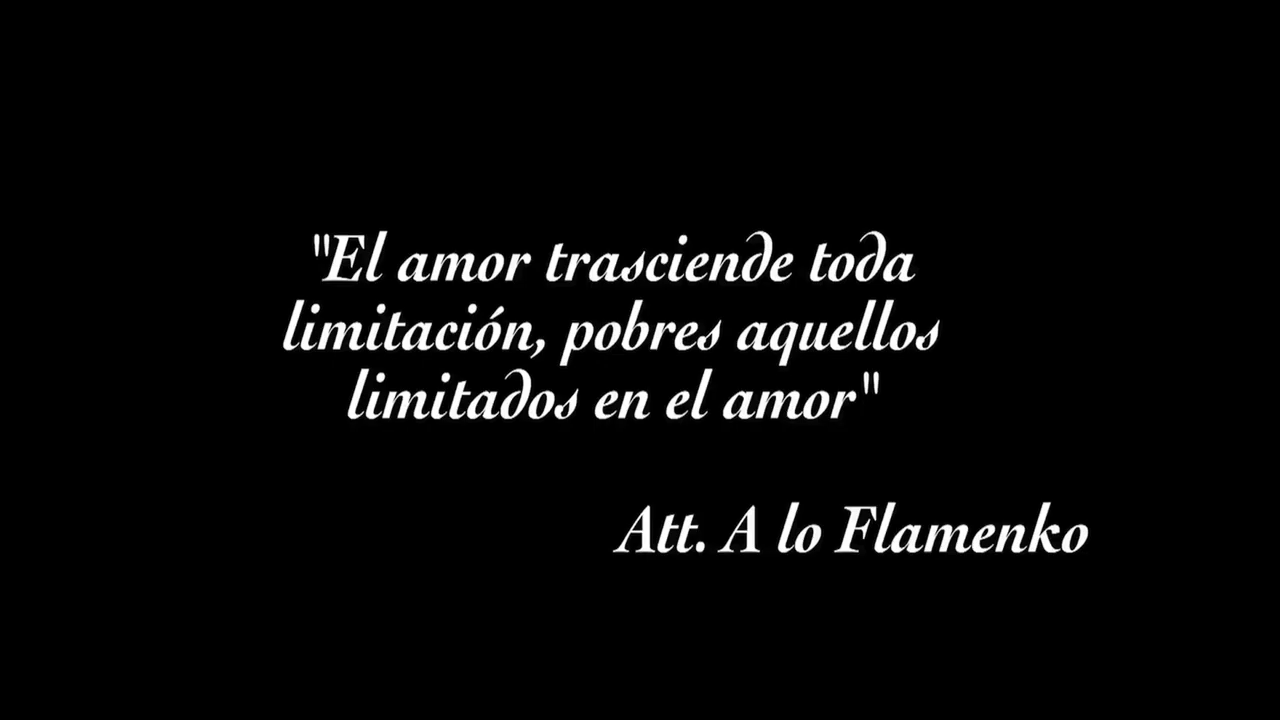 "El amor trasciende toda
limitación, pobres aquellos
limitados en el amor"
Att. A lo Flamenko